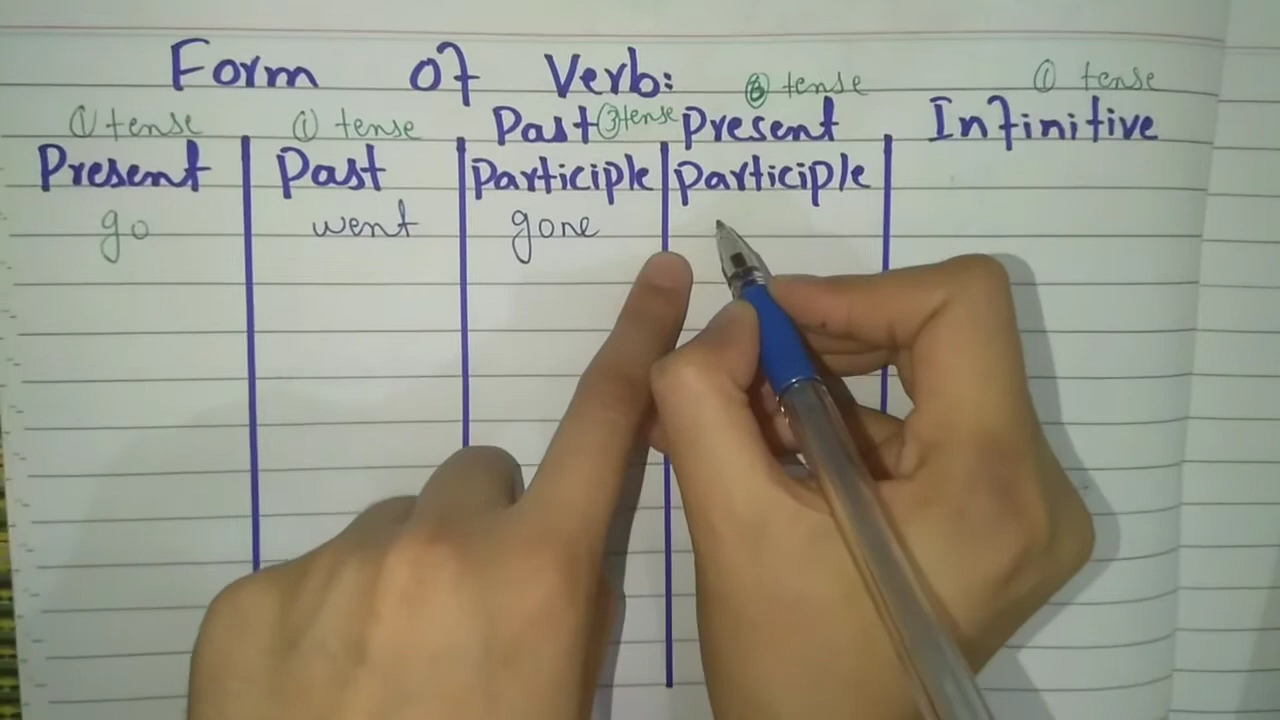 Form of Verb:
① tense ① tense Past ③ tense Present ⑥ tense Infinitive ① tense
Present Past Participle Participle
go went gone